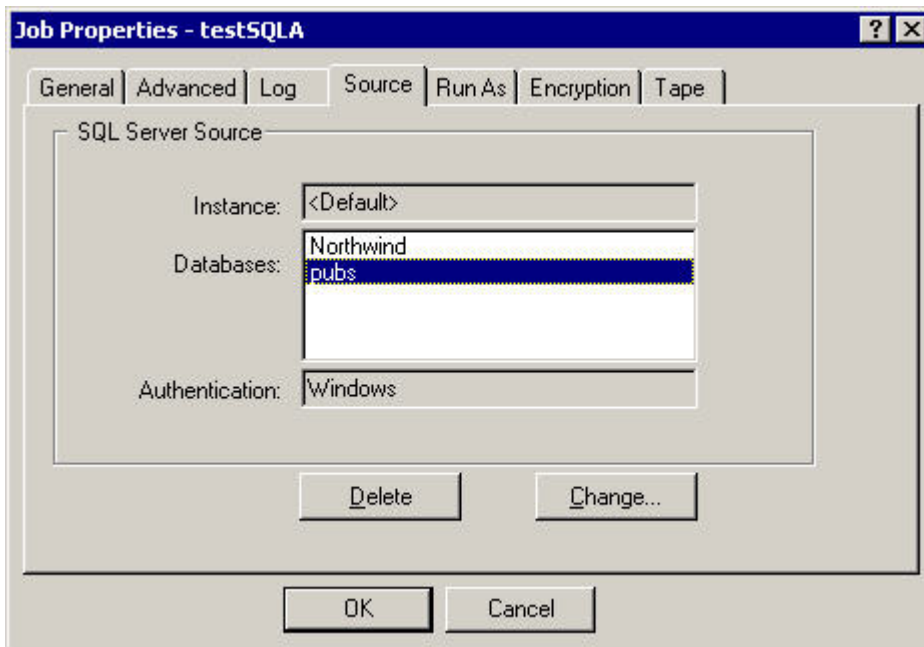 Job Properties - testSQLA
? X
General Advanced Log Source Run As Encryption Tape
SQL Server Source
Instance: <Default>
Databases: Northwind
pubs
Authentication: Windows
Delete Change...
OK Cancel